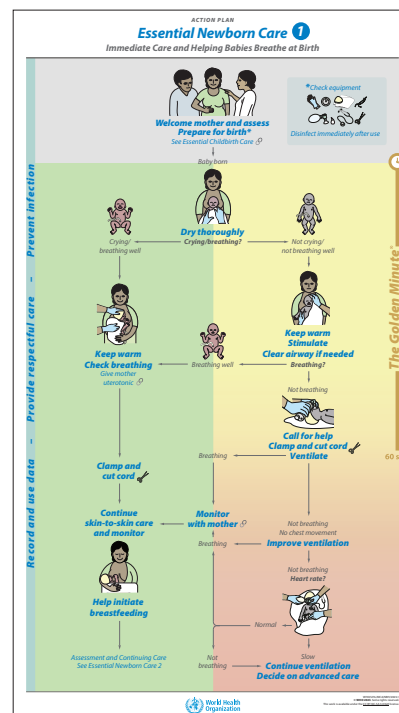 ACTION PLAN
Essential Newborn Care 1
Immediate Care and Helping Babies Breathe at Birth
*Check equipment
Disinfect immediately after use
Welcome mother and assess
Prepare for birth*
See Essential Childbirth Care
Baby born
Dry thoroughly
Crying/breathing?
Crying/
breathing well
Not crying/
not breathing well
Keep warm
Check breathing
Give mother
uterotonic
Breathing well
Keep warm
Stimulate
Clear airway if needed
Breathing?
Not breathing
Call for help
Clamp and cut cord
Ventilate
Breathing
60 s
Clamp and
cut cord
Continue
skin-to-skin care
and monitor
Monitor
with mother
Not breathing
No chest movement
Breathing
Improve ventilation
Not breathing
Heart rate?
Help initiate
breastfeeding
Normal
Assessment and Continuing Care
See Essential Newborn Care 2
Not
breathing
Slow
Continue ventilation
Decide on advanced care
Prevent infection
–
Provide respectful care
–
Record and use data
The Golden Minute
World Health
Organization